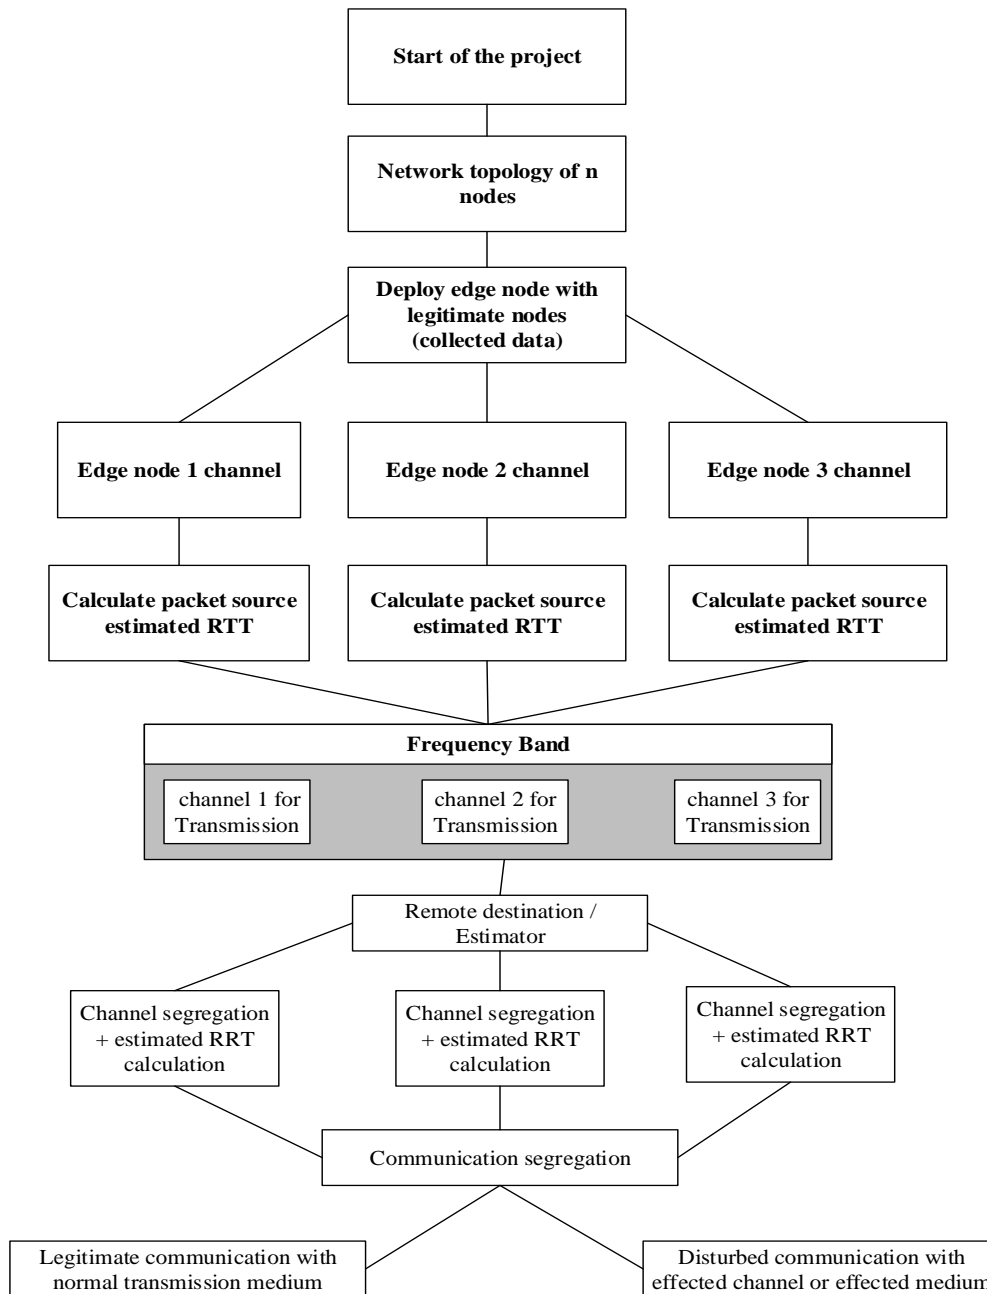 Start of the project
Network topology of n
nodes
Deploy edge node with
legitimate nodes
(collected data)
Edge node 1 channel
Edge node 2 channel
Edge node 3 channel
Calculate packet source
estimated RTT
Calculate packet source
estimated RTT
Calculate packet source
estimated RTT
Frequency Band
channel 1 for
Transmission
channel 2 for
Transmission
channel 3 for
Transmission
Remote destination /
Estimator
Channel segregation
+ estimated RRT
calculation
Channel segregation
+ estimated RRT
calculation
Channel segregation
+ estimated RRT
calculation
Communication segregation
Legitimate communication with
normal transmission medium
Disturbed communication with
effected channel or effected medium